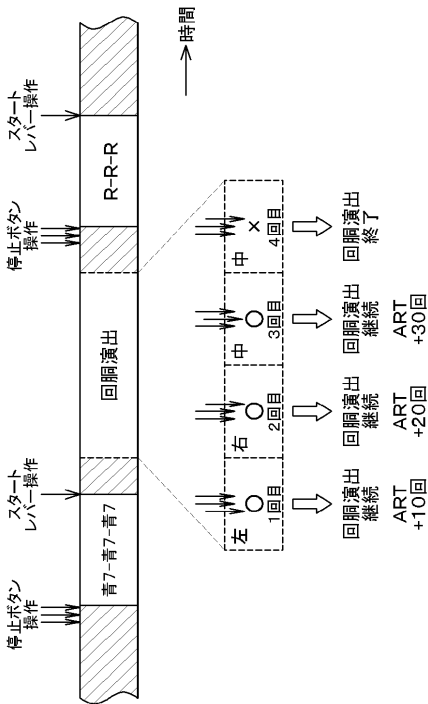 停止ボタン
操作
スタート
レバー操作
停止ボタン
操作
スタート
レバー操作
青7-青7-青7
回胴演出
R-R-R
時間
左
1回目
右
2回目
中
3回目
中
×
4回目
回胴演出
継続
ART
+10回
回胴演出
継続
ART
+20回
回胴演出
継続
ART
+30回
回胴演出
終了